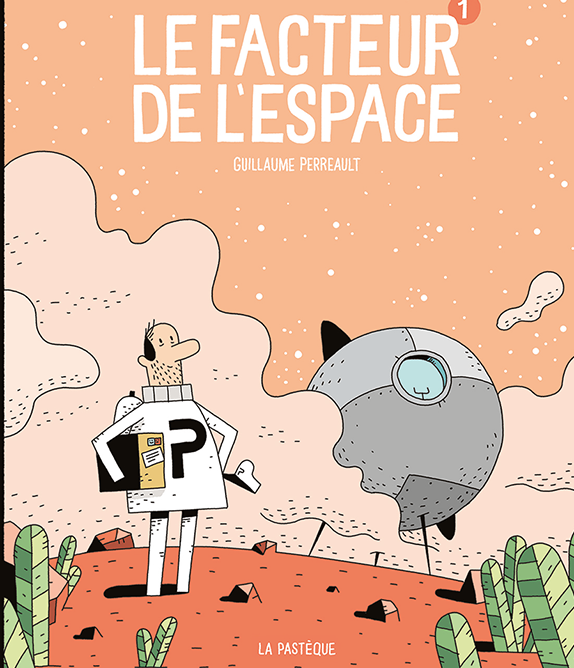 1
LE FACTEUR
DE L'ESPACE
GUILLAUME PERREAULT
P
LA PASTÈQUE